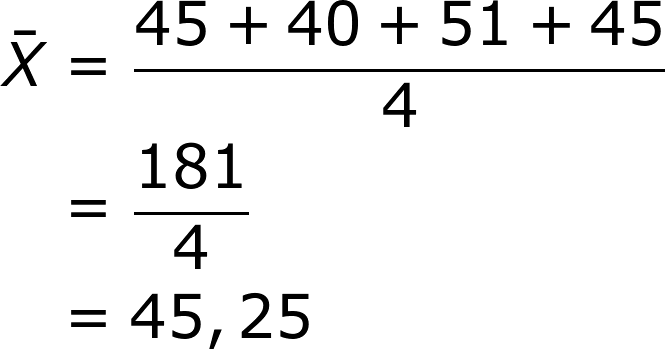 X̄ = (45 + 40 + 51 + 45) / 4
= 181 / 4
= 45,25